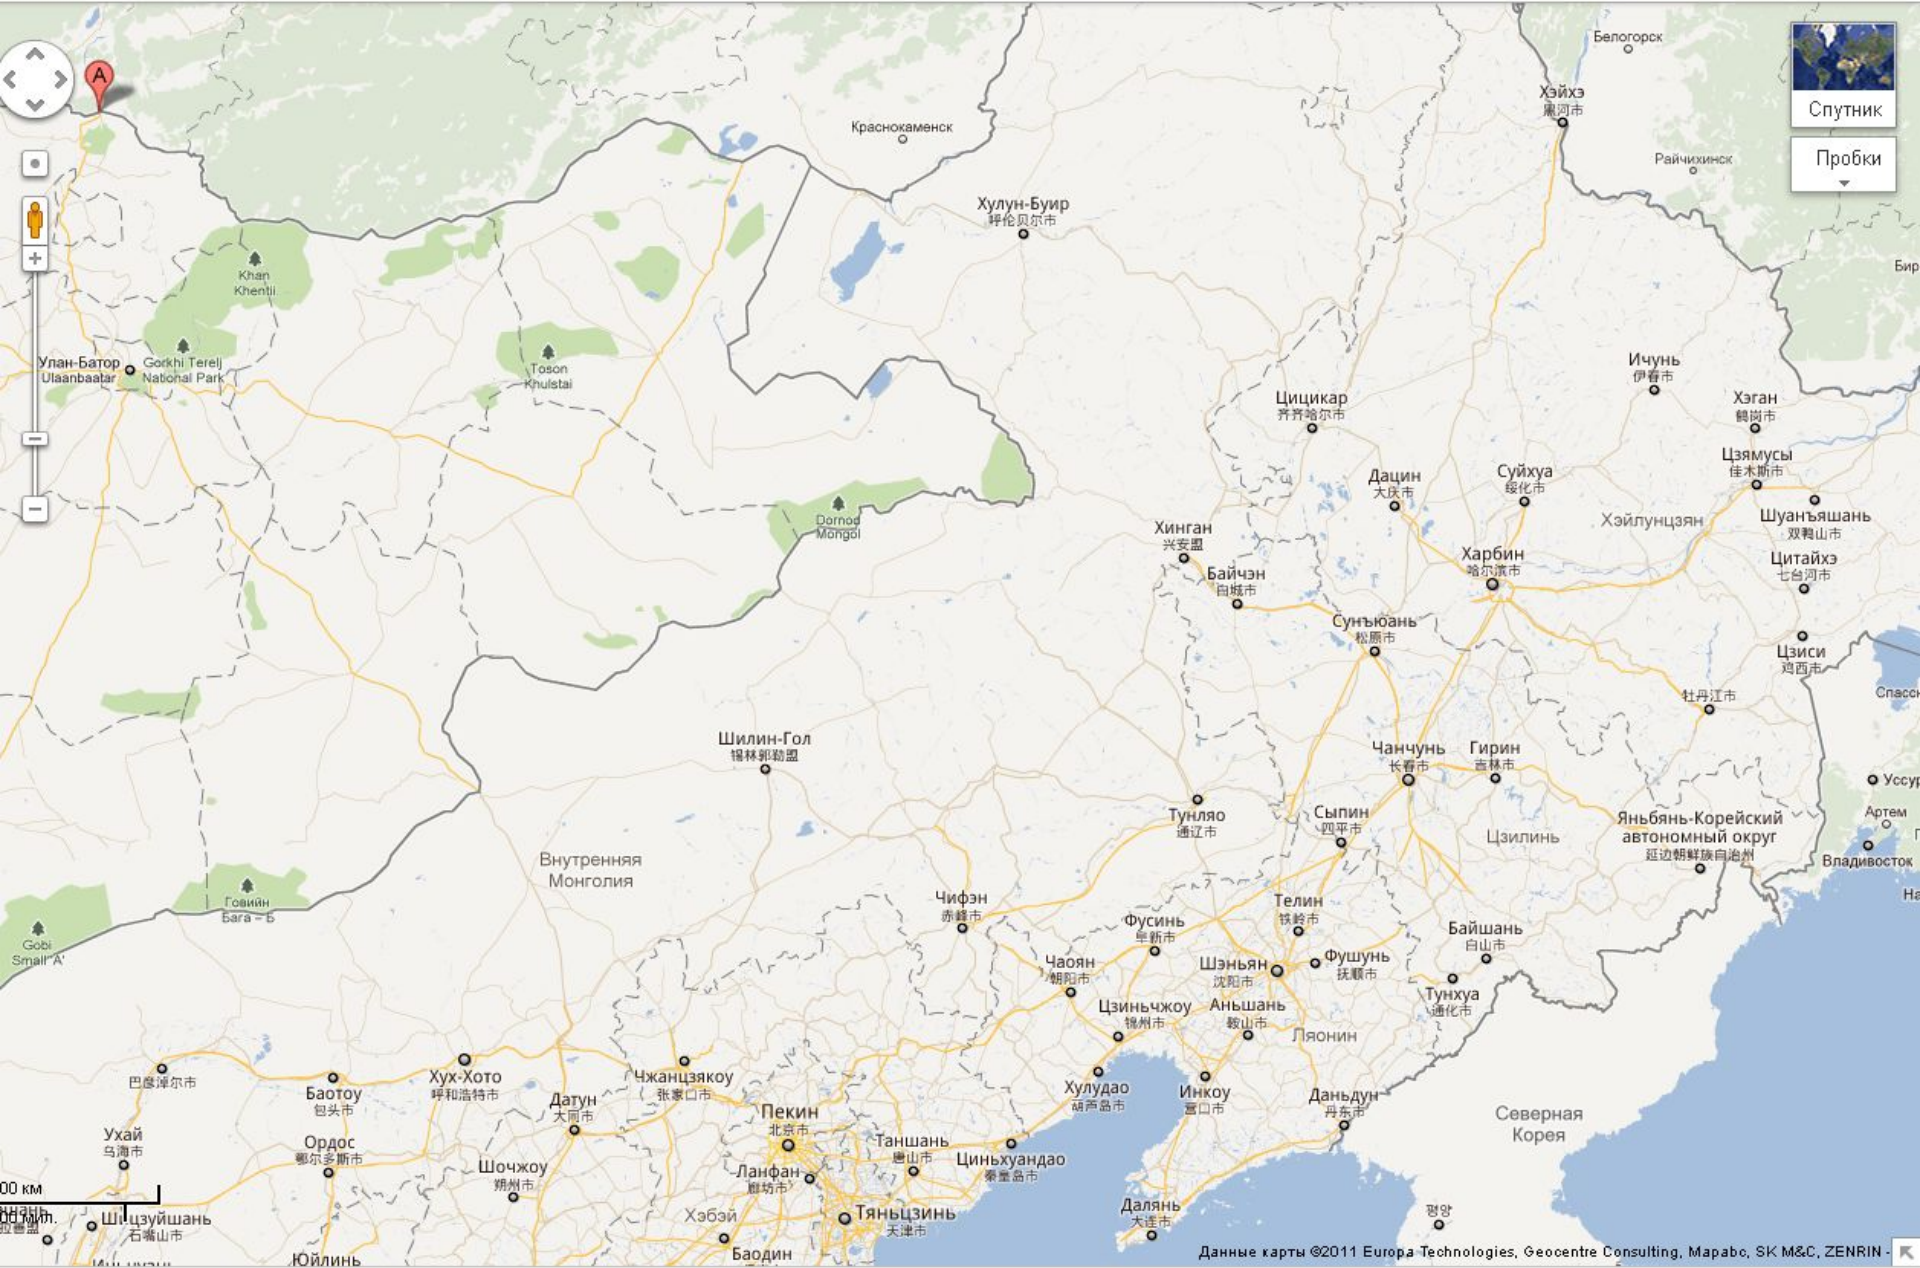 Белогорск
A
Хэйхэ
黑河市
Спутник
Краснокаменск
Райчихинск
Пробки
Хулун-Буир
呼伦贝尔市
Khan
Khentii
Бир
Улан-Батор
Ulaanbaatar
Gorkhi Terelj
National Park
Toson
Khulstai
Ичунь
伊春市
Цицикар
齐齐哈尔市
Хэган
鹤岗市
Цзямусы
佳木斯市
Дацин
大庆市
Суйхуа
绥化市
Dornod
Mongol
Хинган
兴安盟
Хэйлунцзян
Шуанъяшань
双鸭山市
Харбин
哈尔滨市
Цитайхэ
七台河市
Байчэн
白城市
Сунъюань
松原市
Цзиси
鸡西市
Спасск
牡丹江市
Шилин-Гол
锡林郭勒盟
Чанчунь
长春市
Гирин
吉林市
Уссур
Тунляо
通辽市
Сыпин
四平市
Цзилинь
Яньбянь-Корейский
автономный округ
延边朝鲜族自治州
Артем
Владивосток
На
Внутренняя
Монголия
Говийн
Бага – Б
Чифэн
赤峰市
Телин
铁岭市
Фусинь
阜新市
Байшань
白山市
Gobi
Small "A"
Чаоян
朝阳市
Шэньян
沈阳市
Фушунь
抚顺市
Цзиньчжоу
锦州市
Аньшань
鞍山市
Тунхуа
通化市
Ляонин
巴彦淖尔市
Баотоу
包头市
Хух-Хото
呼和浩特市
Чжанцзякоу
张家口市
Хулудао
葫芦岛市
Инкоу
营口市
Даньдун
丹东市
Датун
大同市
Пекин
北京市
Северная
Корея
Ухай
乌海市
Ордос
鄂尔多斯市
Шочжоу
朔州市
Таншань
唐山市
Циньхуандао
秦皇岛市
Ланфан
廊坊市
00 км
00 мил.
Шицзуйшань
石嘴山市
Хэбэй
Тяньцзинь
天津市
Далянь
大连市
평양
Юйлинь
Баодин
Данные карты ©2011 Europa Technologies, Geocentre Consulting, Mapabc, SK M&C, ZENRIN -